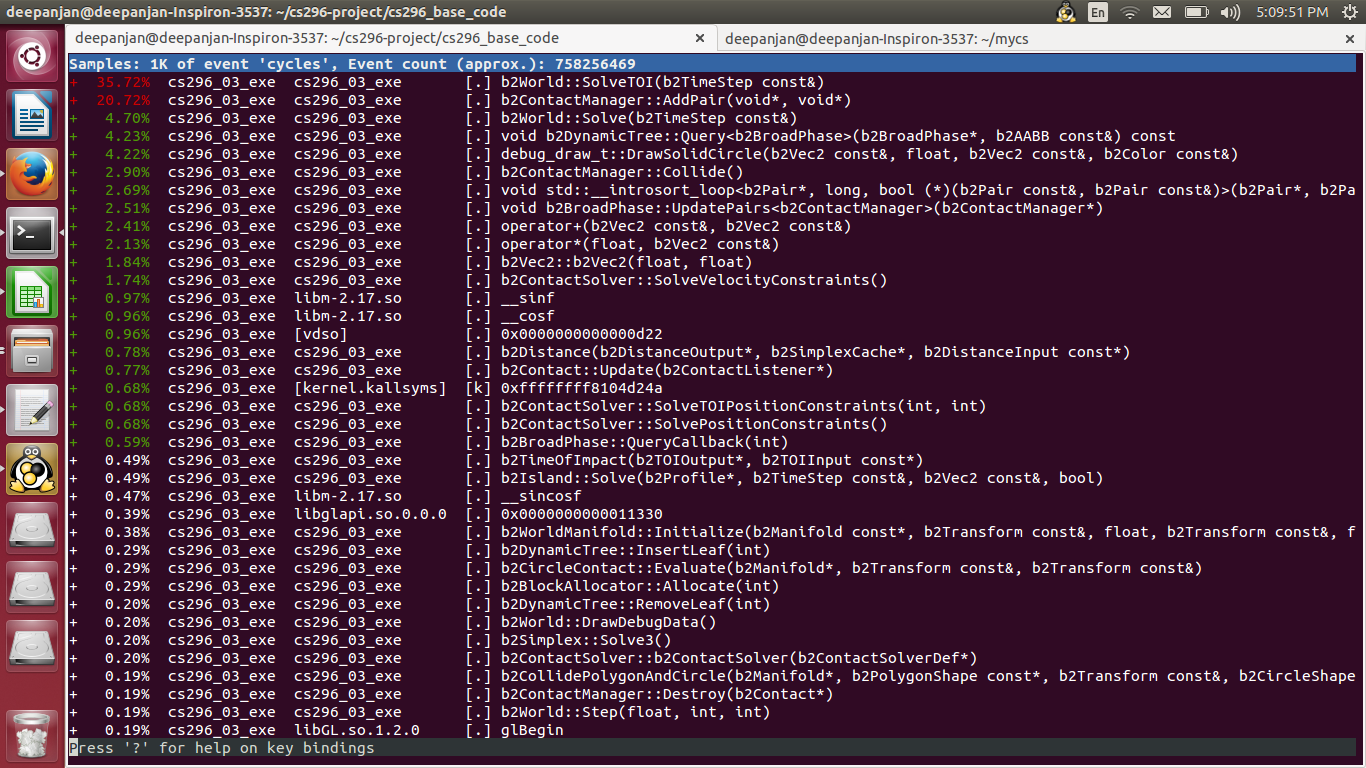 deepanjan@deepanjan-Inspiron-3537: ~/cs296-project/cs296_base_code En 5:09:51 PM
deepanjan@deepanjan-Inspiron-3537: ~/cs296-project/cs296_base_code × deepanjan@deepanjan-Inspiron-3537: ~/mycs ×
Samples: 1K of event 'cycles', Event count (approx.): 758256469
+ 35.72% cs296_03_exe cs296_03_exe [.] b2World::SolveTOI(b2TimeStep const&)
+ 20.72% cs296_03_exe cs296_03_exe [.] b2ContactManager::AddPair(void*, void*)
+ 4.70% cs296_03_exe cs296_03_exe [.] b2World::Solve(b2TimeStep const&)
+ 4.23% cs296_03_exe cs296_03_exe [.] void b2DynamicTree::Query<b2BroadPhase>(b2BroadPhase*, b2AABB const&) const
+ 4.22% cs296_03_exe cs296_03_exe [.] debug_draw_t::DrawSolidCircle(b2Vec2 const&, float, b2Vec2 const&, b2Color const&)
+ 2.90% cs296_03_exe cs296_03_exe [.] b2ContactManager::Collide()
+ 2.69% cs296_03_exe cs296_03_exe [.] void std::__introsort_loop<b2Pair*, long, bool (*)(b2Pair const&, b2Pair const&)>(b2Pair*, b2Pa
+ 2.51% cs296_03_exe cs296_03_exe [.] void b2BroadPhase::UpdatePairs<b2ContactManager>(b2ContactManager*)
+ 2.41% cs296_03_exe cs296_03_exe [.] operator+(b2Vec2 const&, b2Vec2 const&)
+ 2.13% cs296_03_exe cs296_03_exe [.] operator*(float, b2Vec2 const&)
+ 1.84% cs296_03_exe cs296_03_exe [.] b2Vec2::b2Vec2(float, float)
+ 1.74% cs296_03_exe cs296_03_exe [.] b2ContactSolver::SolveVelocityConstraints()
+ 0.97% cs296_03_exe libm-2.17.so [.] __sinf
+ 0.96% cs296_03_exe libm-2.17.so [.] __cosf
+ 0.96% cs296_03_exe [vdso] [.] 0x0000000000000d22
+ 0.78% cs296_03_exe cs296_03_exe [.] b2Distance(b2DistanceOutput*, b2SimplexCache*, b2DistanceInput const*)
+ 0.77% cs296_03_exe cs296_03_exe [.] b2Contact::Update(b2ContactListener*)
+ 0.68% cs296_03_exe [kernel.kallsyms] [k] 0xffffffff8104d24a
+ 0.68% cs296_03_exe cs296_03_exe [.] b2ContactSolver::SolveTOIPositionConstraints(int, int)
+ 0.68% cs296_03_exe cs296_03_exe [.] b2ContactSolver::SolvePositionConstraints()
+ 0.59% cs296_03_exe cs296_03_exe [.] b2BroadPhase::QueryCallback(int)
+ 0.49% cs296_03_exe cs296_03_exe [.] b2TimeOfImpact(b2TOIOutput*, b2TOIInput const*)
+ 0.49% cs296_03_exe cs296_03_exe [.] b2Island::Solve(b2Profile*, b2TimeStep const&, b2Vec2 const&, bool)
+ 0.47% cs296_03_exe libm-2.17.so [.] __sincosf
+ 0.39% cs296_03_exe libglapi.so.0.0.0 [.] 0x0000000000011330
+ 0.38% cs296_03_exe cs296_03_exe [.] b2WorldManifold::Initialize(b2Manifold const*, b2Transform const&, float, b2Transform const&, f
+ 0.29% cs296_03_exe cs296_03_exe [.] b2DynamicTree::InsertLeaf(int)
+ 0.29% cs296_03_exe cs296_03_exe [.] b2CircleContact::Evaluate(b2Manifold*, b2Transform const&, b2Transform const&)
+ 0.29% cs296_03_exe cs296_03_exe [.] b2BlockAllocator::Allocate(int)
+ 0.20% cs296_03_exe cs296_03_exe [.] b2DynamicTree::RemoveLeaf(int)
+ 0.20% cs296_03_exe cs296_03_exe [.] b2World::DrawDebugData()
+ 0.20% cs296_03_exe cs296_03_exe [.] b2Simplex::Solve3()
+ 0.20% cs296_03_exe cs296_03_exe [.] b2ContactSolver::b2ContactSolver(b2ContactSolverDef*)
+ 0.19% cs296_03_exe cs296_03_exe [.] b2CollidePolygonAndCircle(b2Manifold*, b2PolygonShape const*, b2Transform const&, b2CircleShape
+ 0.19% cs296_03_exe cs296_03_exe [.] b2ContactManager::Destroy(b2Contact*)
+ 0.19% cs296_03_exe cs296_03_exe [.] b2World::Step(float, int, int)
+ 0.19% cs296_03_exe libGL.so.1.2.0 [.] glBegin
Press '?' for help on key bindings